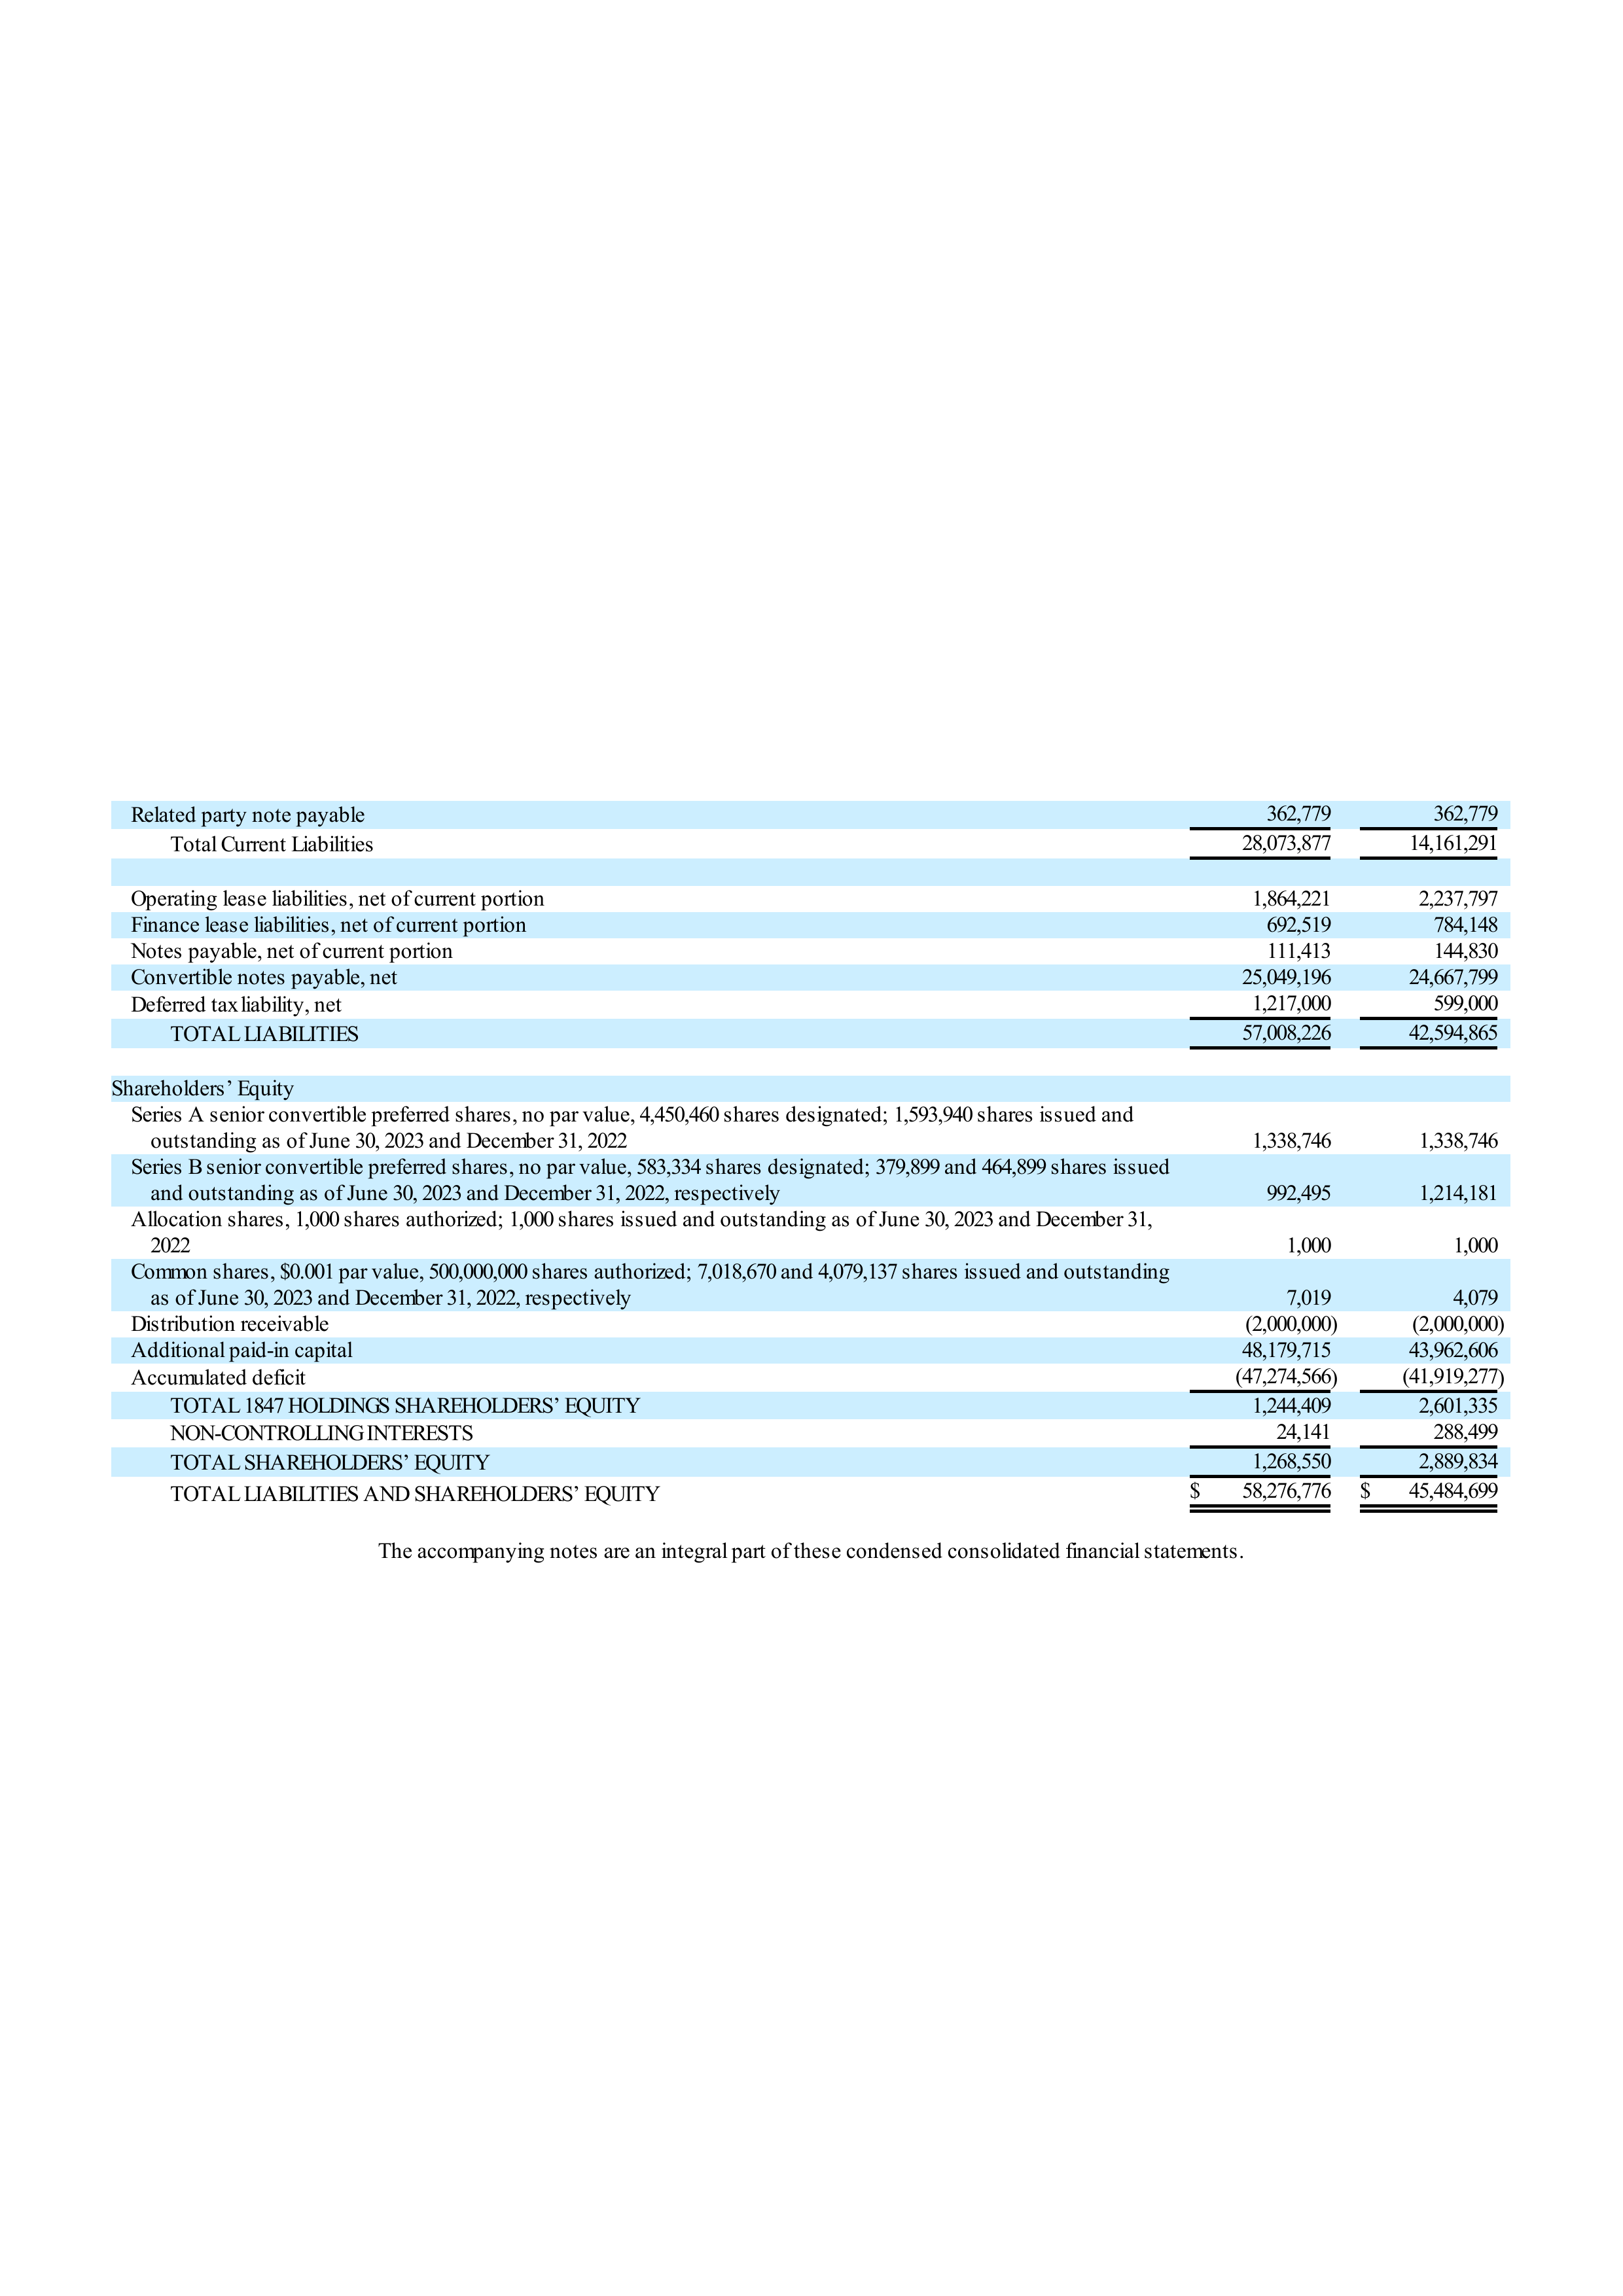 Related party note payable 362,779 362,779
Total Current Liabilities 28,073,877 14,161,291
Operating lease liabilities, net of current portion 1,864,221 2,237,797
Finance lease liabilities, net of current portion 692,519 784,148
Notes payable, net of current portion 111,413 144,830
Convertible notes payable, net 25,049,196 24,667,799
Deferred tax liability, net 1,217,000 599,000
TOTAL LIABILITIES 57,008,226 42,594,865
Shareholders’ Equity
Series A senior convertible preferred shares, no par value, 4,450,460 shares designated; 1,593,940 shares issued and
outstanding as of June 30, 2023 and December 31, 2022 1,338,746 1,338,746
Series B senior convertible preferred shares, no par value, 583,334 shares designated; 379,899 and 464,899 shares issued
and outstanding as of June 30, 2023 and December 31, 2022, respectively 992,495 1,214,181
Allocation shares, 1,000 shares authorized; 1,000 shares issued and outstanding as of June 30, 2023 and December 31,
2022 1,000 1,000
Common shares, $0.001 par value, 500,000,000 shares authorized; 7,018,670 and 4,079,137 shares issued and outstanding
as of June 30, 2023 and December 31, 2022, respectively 7,019 4,079
Distribution receivable (2,000,000) (2,000,000)
Additional paid-in capital 48,179,715 43,962,606
Accumulated deficit (47,274,566) (41,919,277)
TOTAL 1847 HOLDINGS SHAREHOLDERS’ EQUITY 1,244,409 2,601,335
NON-CONTROLLING INTERESTS 24,141 288,499
TOTAL SHAREHOLDERS’ EQUITY 1,268,550 2,889,834
TOTAL LIABILITIES AND SHAREHOLDERS’ EQUITY $ 58,276,776 $ 45,484,699
The accompanying notes are an integral part of these condensed consolidated financial statements.